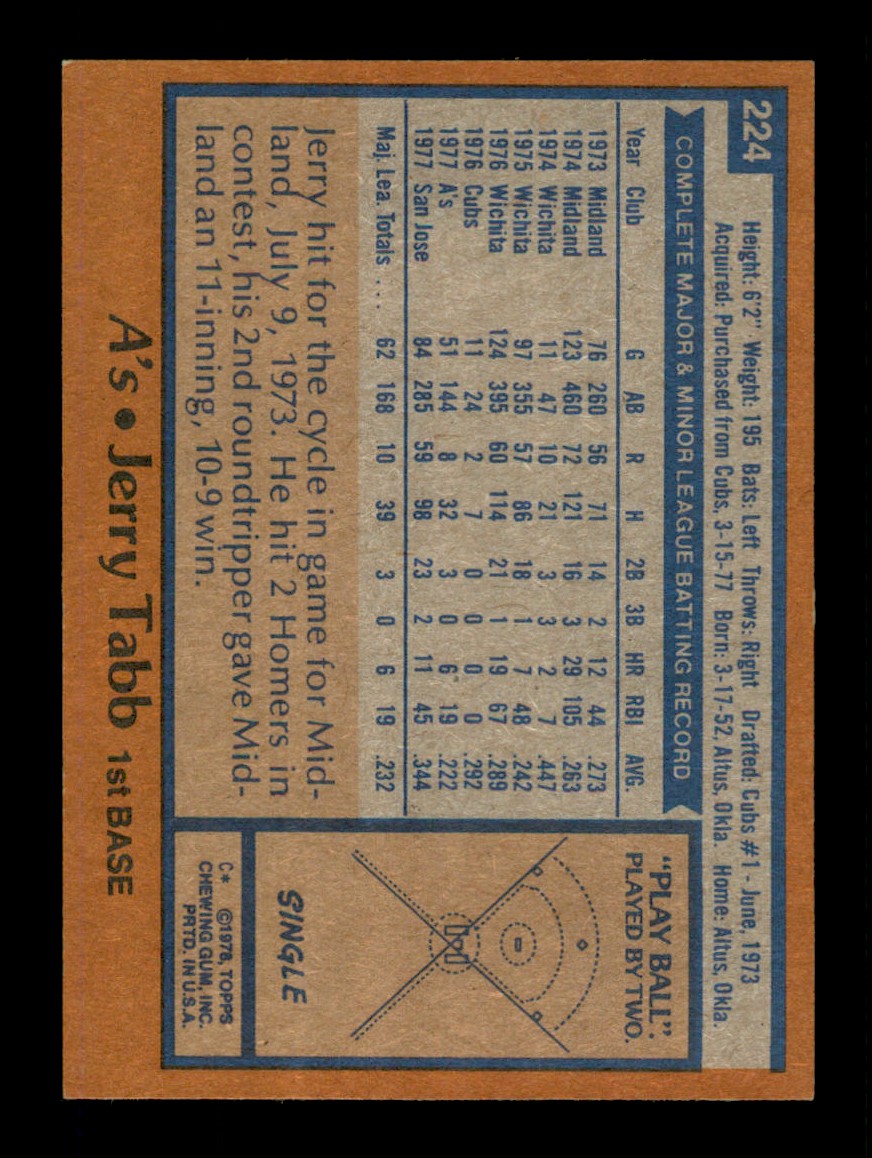 224
Height: 6'2" Weight: 195 Bats: Left Throws: Right Drafted: Cubs #1 - June, 1973
Acquired: Purchased from Cubs, 3-15-77 Born: 3-17-52, Altus, Okla. Home: Altus, Okla.
COMPLETE MAJOR & MINOR LEAGUE BATTING RECORD
Year Club G AB R H 2B 3B HR RBI AVG.
1973 Midland 76 260 56 71 14 2 12 44 .273
1974 Midland 123 460 72 121 16 3 29 105 .263
1974 Wichita 11 47 10 21 3 3 2 7 .447
1975 Wichita 97 355 57 86 18 1 7 48 .242
1976 Wichita 124 395 60 114 21 1 19 67 .289
1976 Cubs 11 24 2 7 0 0 0 0 .292
1977 A's 51 144 8 32 3 0 6 19 .222
1977 San Jose 84 285 59 98 23 2 11 45 .344
Maj. Lea. Totals .... 62 168 10 39 3 0 6 19 .232
Jerry hit for the cycle in game for Mid-
land, July 9, 1973. He hit 2 Homers in
contest, his 2nd roundtripper gave Mid-
land an 11-inning, 10-9 win.
"PLAY BALL":
PLAYED BY TWO.
SINGLE
C* ©1978, TOPPS
CHEWING GUM, INC.
PRTD. IN U.S.A.
A's • Jerry Tabb 1st BASE